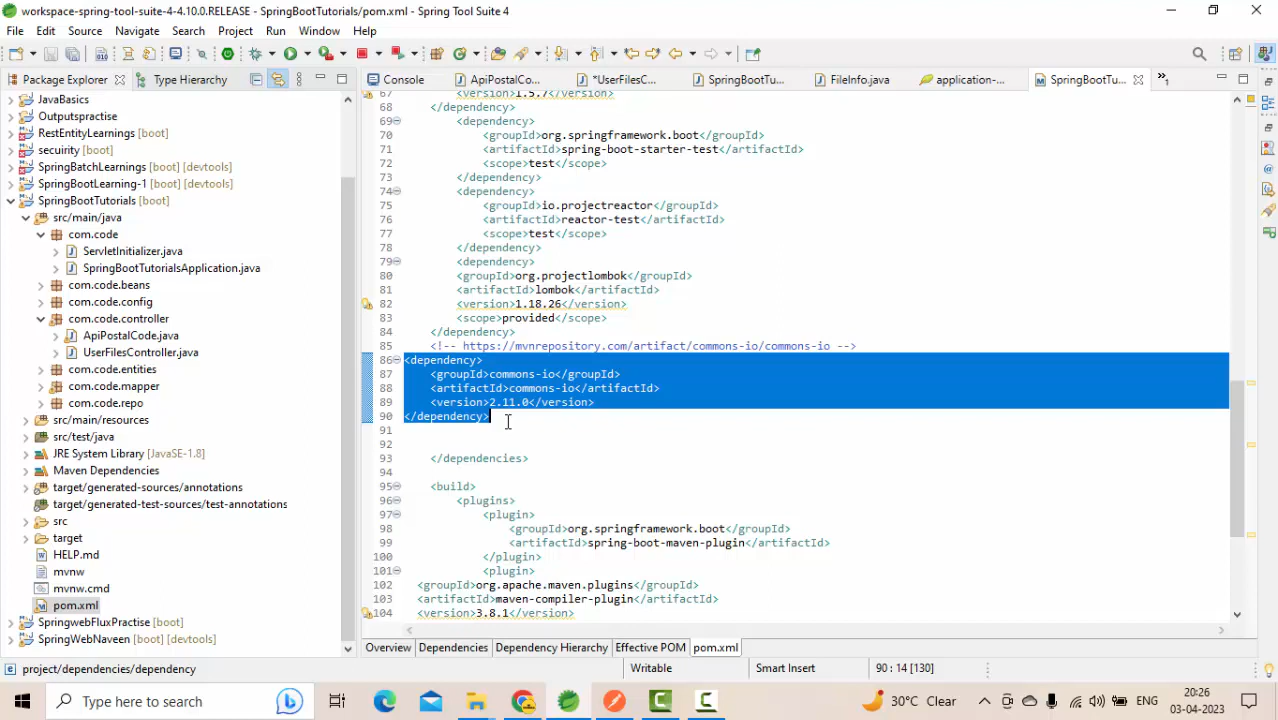 workspace-spring-tool-suite-4-4.10.0.RELEASE - SpringBootTutorials/pom.xml - Spring Tool Suite 4
File Edit Source Navigate Search Project Run Window Help
Package Explorer Type Hierarchy
Console ApiPostalCo... *UserFilesC... SpringBootTu... FileInfo.java application-... SpringBootTu...
JavaBasics
Outputspractise
RestEntityLearnings [boot]
secuirity [boot]
SpringBatchLearnings [boot] [devtools]
SpringBootLearning-1 [boot] [devtools]
SpringBootTutorials [boot] [devtools]
src/main/java
com.code
ServletInitializer.java
SpringBootTutorialsApplication.java
com.code.beans
com.code.config
com.code.controller
ApiPostalCode.java
UserFilesController.java
com.code.entities
com.code.mapper
com.code.repo
src/main/resources
src/test/java
JRE System Library [JavaSE-1.8]
Maven Dependencies
target/generated-sources/annotations
target/generated-test-sources/test-annotations
src
target
HELP.md
mvnw
mvnw.cmd
pom.xml
SpringwebFluxPractise [boot]
SpringWebNaveen [boot] [devtools]
67 <version>1.5.7</version>
68 </dependency>
69 <dependency>
70 <groupId>org.springframework.boot</groupId>
71 <artifactId>spring-boot-starter-test</artifactId>
72 <scope>test</scope>
73 </dependency>
74 <dependency>
75 <groupId>io.projectreactor</groupId>
76 <artifactId>reactor-test</artifactId>
77 <scope>test</scope>
78 </dependency>
79 <dependency>
80 <groupId>org.projectlombok</groupId>
81 <artifactId>lombok</artifactId>
82 <version>1.18.26</version>
83 <scope>provided</scope>
84 </dependency>
85 <!-- https://mvnrepository.com/artifact/commons-io/commons-io -->
86 <dependency>
87 <groupId>commons-io</groupId>
88 <artifactId>commons-io</artifactId>
89 <version>2.11.0</version>
90 </dependency>
91
92
93 </dependencies>
94
95 <build>
96 <plugins>
97 <plugin>
98 <groupId>org.springframework.boot</groupId>
99 <artifactId>spring-boot-maven-plugin</artifactId>
100 </plugin>
101 <plugin>
102 <groupId>org.apache.maven.plugins</groupId>
103 <artifactId>maven-compiler-plugin</artifactId>
104 <version>3.8.1</version>
Overview Dependencies Dependency Hierarchy Effective POM pom.xml
project/dependencies/dependency Writable Smart Insert 90 : 14 [130]
Type here to search
30°C Clear
ENG
20:26
03-04-2023